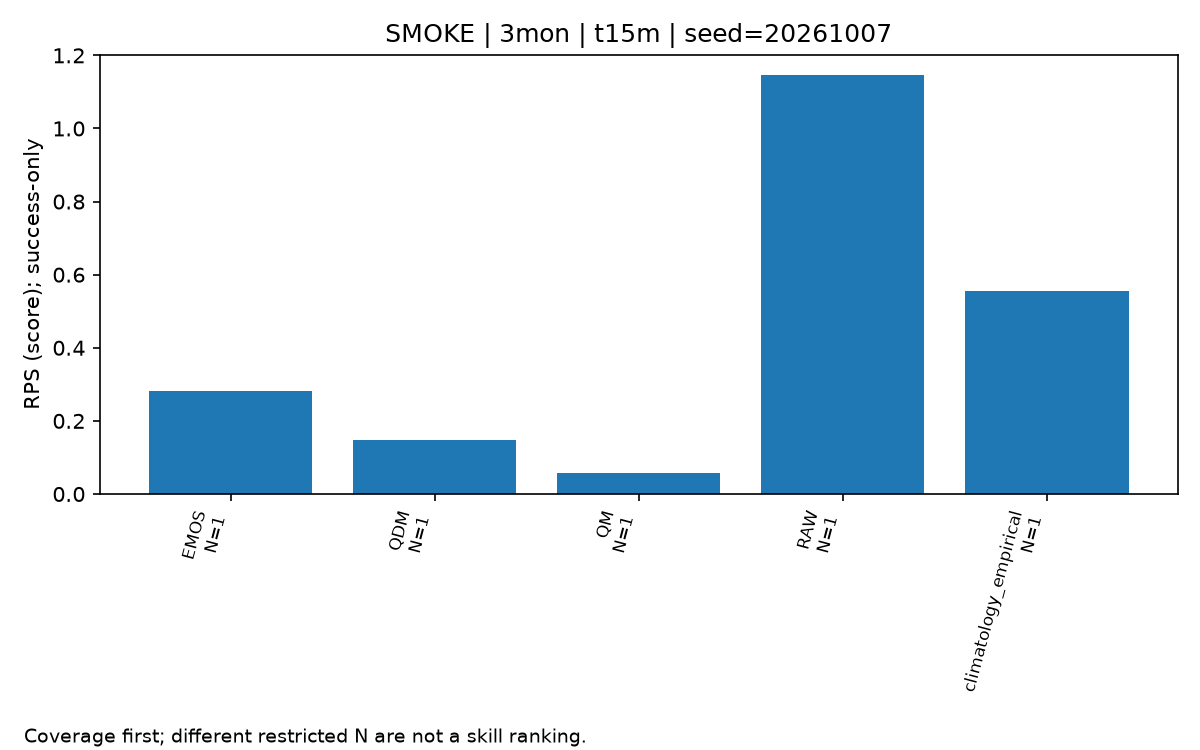 SMOKE | 3mon | t15m | seed=20261007
RPS (score); success-only
1.2
1.0
0.8
0.6
0.4
0.2
0.0
EMOS
N=1
QDM
N=1
QM
N=1
RAW
N=1
climatology_empirical
N=1
Coverage first; different restricted N are not a skill ranking.